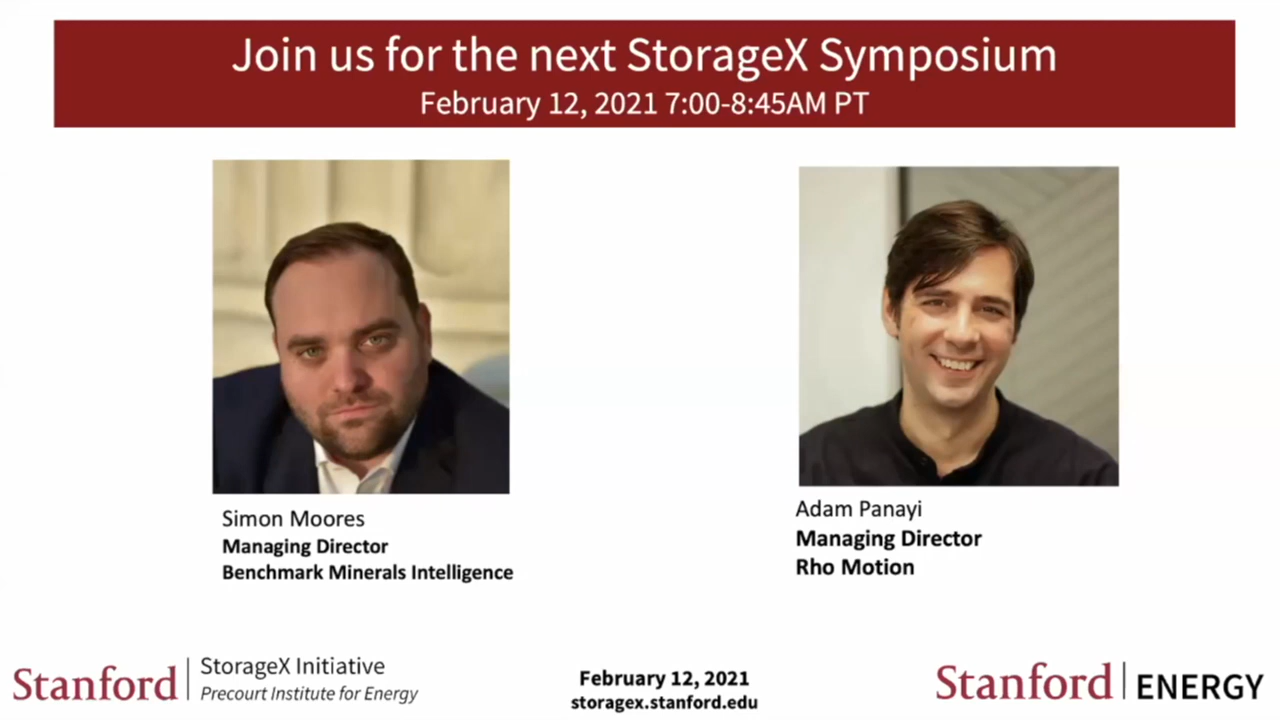 Join us for the next StorageX Symposium
February 12, 2021 7:00-8:45AM PT
Simon Moores
Managing Director
Benchmark Minerals Intelligence
Adam Panayi
Managing Director
Rho Motion
Stanford
StorageX Initiative
Precourt Institute for Energy
February 12, 2021
storagex.stanford.edu
Stanford ENERGY